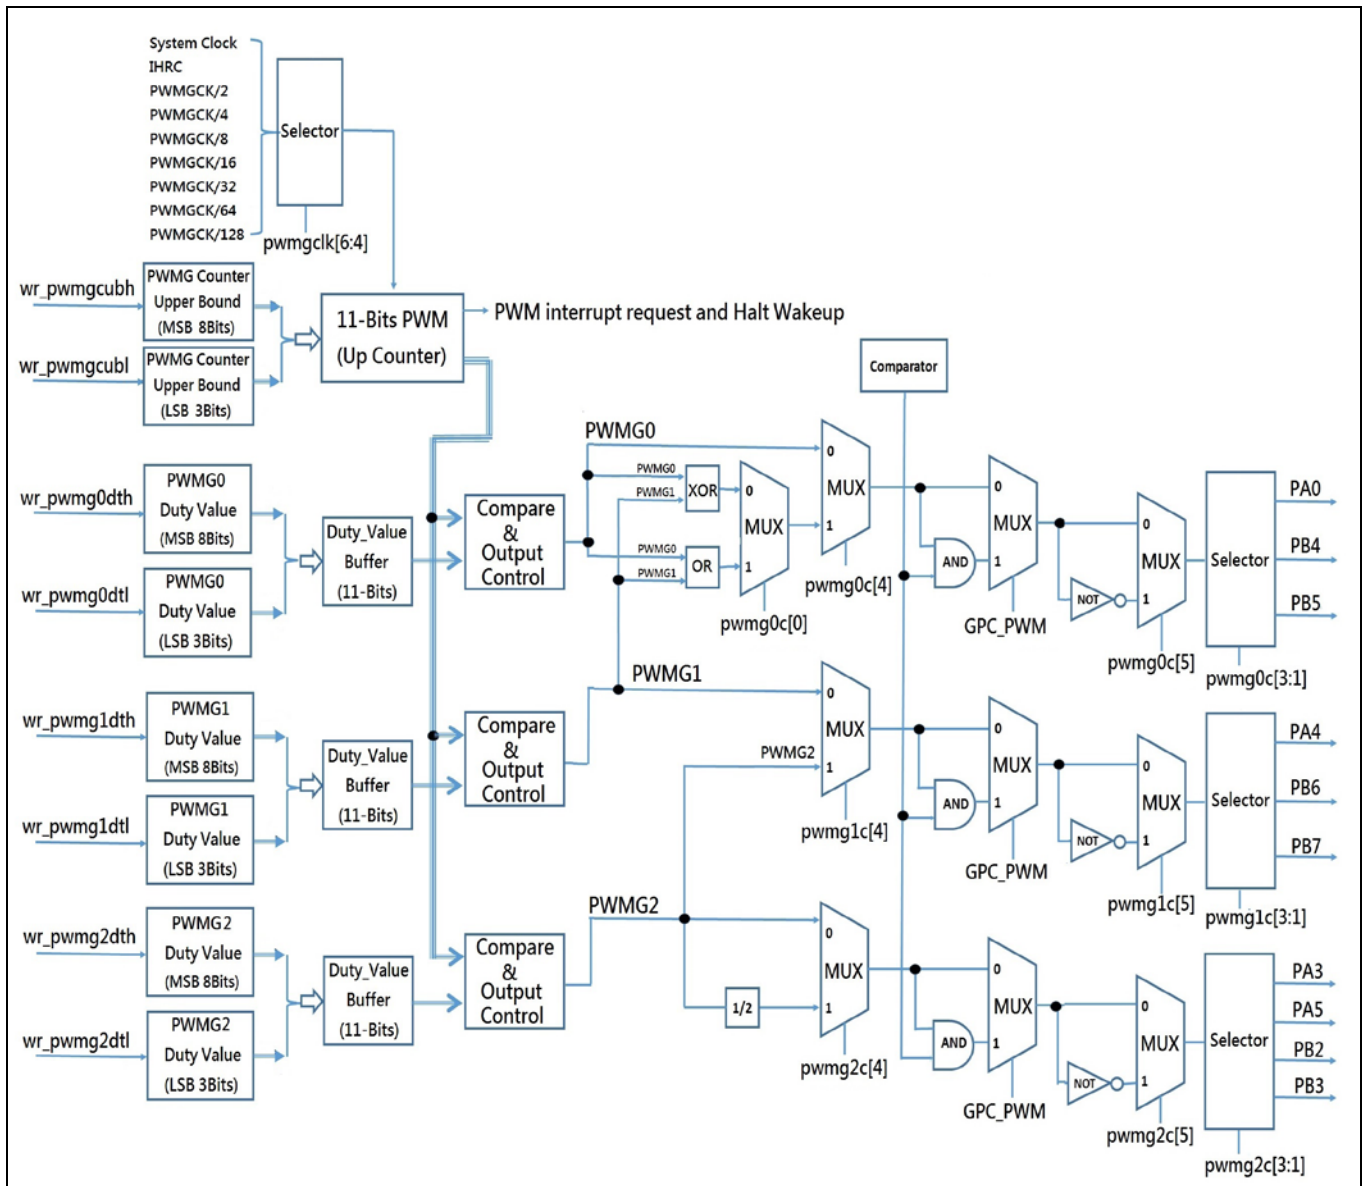 System Clock
IHRC
PWMGCK/2
PWMGCK/4
PWMGCK/8
PWMGCK/16
PWMGCK/32
PWMGCK/64
PWMGCK/128
Selector
pwmgclk[6:4]
wr_pwmgcubh
PWMG Counter
Upper Bound
(MSB 8Bits)
wr_pwmgcubl
PWMG Counter
Upper Bound
(LSB 3Bits)
11-Bits PWM
(Up Counter)
PWM interrupt request and Halt Wakeup
Comparator
wr_pwmg0dth
PWMG0
Duty Value
(MSB 8Bits)
wr_pwmg0dtl
PWMG0
Duty Value
(LSB 3Bits)
Duty_Value
Buffer
(11-Bits)
Compare
&
Output
Control
PWMG0
PWMG0
PWMG1
XOR
PWMG0
PWMG1
OR
0
MUX
1
pwmg0c[0]
0
MUX
1
pwmg0c[4]
AND
0
MUX
1
GPC_PWM
NOT
0
MUX
1
pwmg0c[5]
Selector
pwmg0c[3:1]
PA0
PB4
PB5
wr_pwmg1dth
PWMG1
Duty Value
(MSB 8Bits)
wr_pwmg1dtl
PWMG1
Duty Value
(LSB 3Bits)
Duty_Value
Buffer
(11-Bits)
Compare
&
Output
Control
PWMG1
PWMG2
0
MUX
1
pwmg1c[4]
AND
0
MUX
1
GPC_PWM
NOT
0
MUX
1
pwmg1c[5]
Selector
pwmg1c[3:1]
PA4
PB6
PB7
wr_pwmg2dth
PWMG2
Duty Value
(MSB 8Bits)
wr_pwmg2dtl
PWMG2
Duty Value
(LSB 3Bits)
Duty_Value
Buffer
(11-Bits)
Compare
&
Output
Control
PWMG2
1/2
0
MUX
1
pwmg2c[4]
AND
0
MUX
1
GPC_PWM
NOT
0
MUX
1
pwmg2c[5]
Selector
pwmg2c[3:1]
PA3
PA5
PB2
PB3